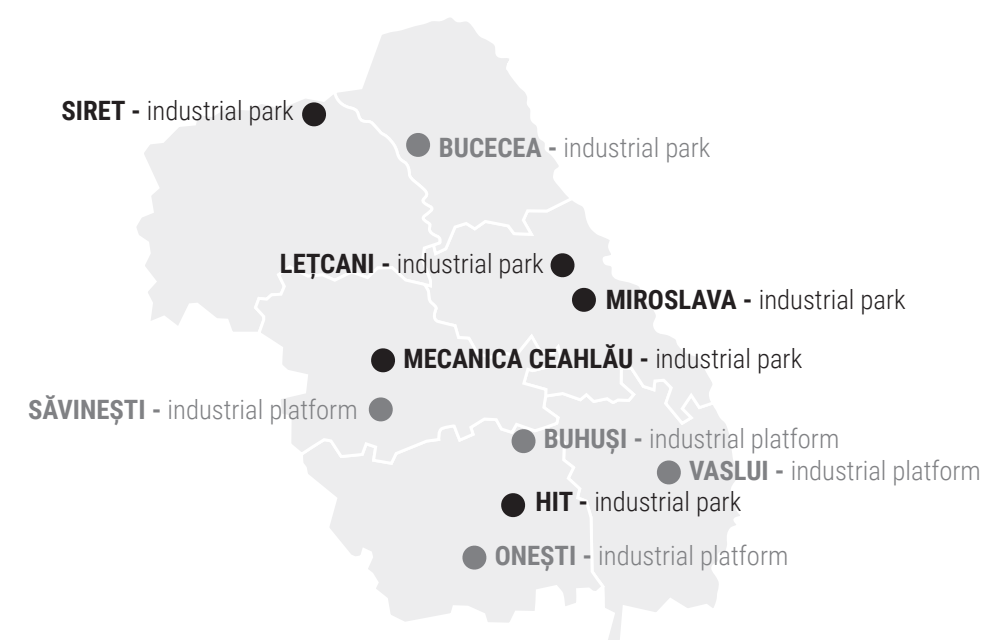 SIRET - industrial park
BUCECEA - industrial park
LEȚCANI - industrial park
MIROSLAVA - industrial park
MECANICA CEAHLĂU - industrial park
SĂVINEȘTI - industrial platform
BUHUȘI - industrial platform
VASLUI - industrial platform
HIT - industrial park
ONEȘTI - industrial platform